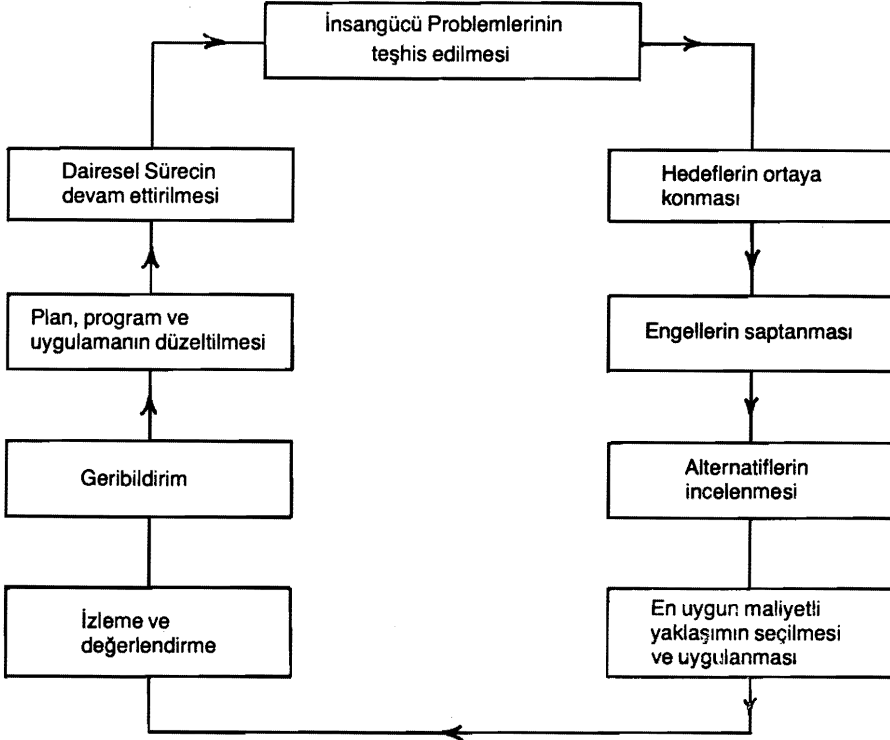 İnsangücü Problemlerinin
teşhis edilmesi
Hedeflerin ortaya
konması
Engellerin saptanması
Alternatiflerin
incelenmesi
En uygun maliyetli
yaklaşımın seçilmesi
ve uygulanması
İzleme ve
değerlendirme
Geribildirim
Plan, program ve
uygulamanın düzeltilmesi
Dairesel Sürecin
devam ettirilmesi